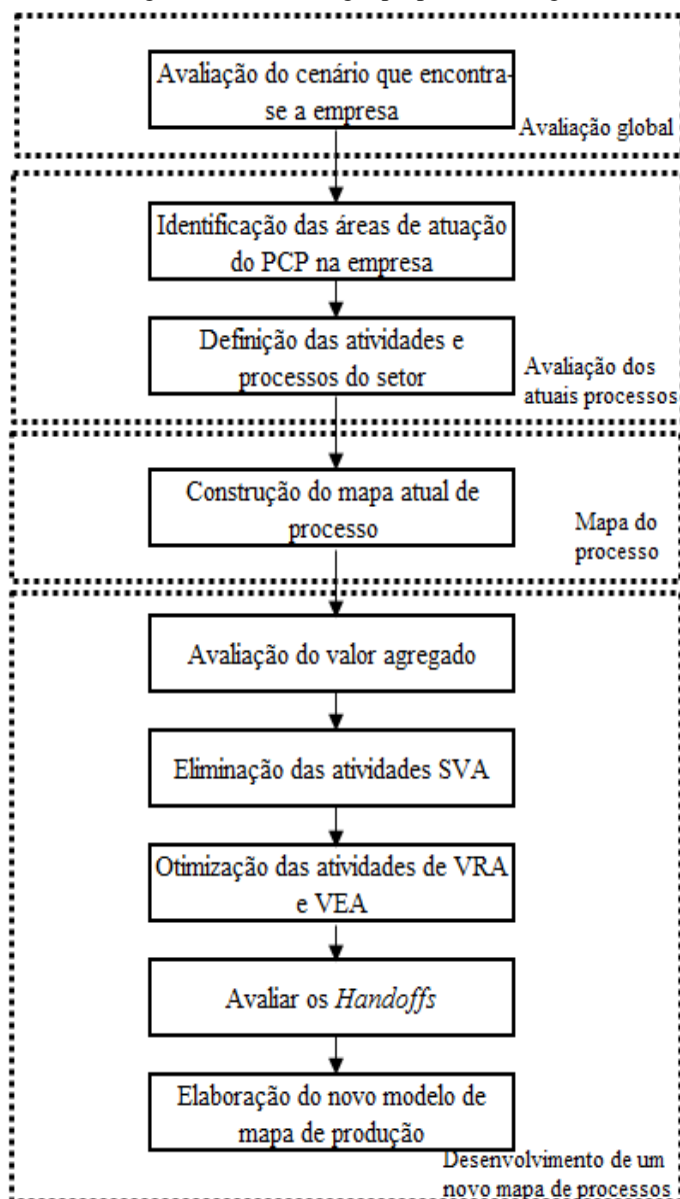 Avaliação do cenário que encontra-
se a empresa
Avaliação global
Identificação das áreas de atuação
do PCP na empresa
Definição das atividades e
processos do setor
Avaliação dos
atuais processos
Construção do mapa atual de
processo
Mapa do
processo
Avaliação do valor agregado
Eliminação das atividades SVA
Otimização das atividades de VRA
e VEA
Avaliar os Handoffs
Elaboração do novo modelo de
mapa de produção
Desenvolvimento de um
novo mapa de processos